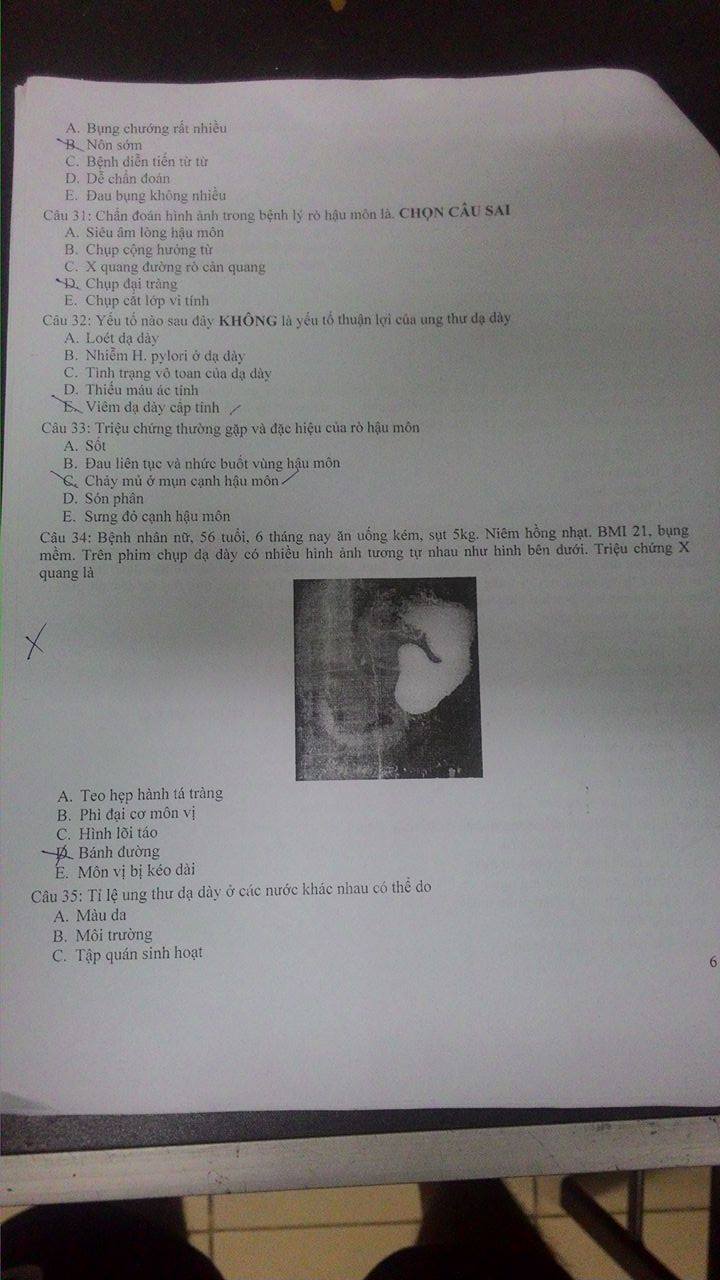 A. Bụng chướng rất nhiều
B. Nôn sớm
C. Bệnh diễn tiến từ từ
D. Dễ chẩn đoán
E. Đau bụng không nhiều
Câu 31: Chẩn đoán hình ảnh trong bệnh lý rò hậu môn là. CHỌN CÂU SAI
A. Siêu âm lòng hậu môn
B. Chụp cộng hưởng từ
C. X quang đường rò cản quang
D. Chụp đại tràng
E. Chụp cắt lớp vi tính
Câu 32: Yếu tố nào sau đây KHÔNG là yếu tố thuận lợi của ung thư dạ dày
A. Loét dạ dày
B. Nhiễm H. pylori ở dạ dày
C. Tình trạng vô toan của dạ dày
D. Thiếu máu ác tính
E. Viêm dạ dày cấp tính
Câu 33: Triệu chứng thường gặp và đặc hiệu của rò hậu môn
A. Sốt
B. Đau liên tục và nhức buốt vùng hậu môn
C. Chảy mủ ở mụn cạnh hậu môn
D. Són phân
E. Sưng đỏ cạnh hậu môn
Câu 34: Bệnh nhân nữ, 56 tuổi, 6 tháng nay ăn uống kém, sụt 5kg. Niêm hồng nhạt. BMI 21, bụng
mềm. Trên phim chụp dạ dày có nhiều hình ảnh tương tự nhau như hình bên dưới. Triệu chứng X
quang là
X
A. Teo hẹp hành tá tràng
B. Phì đại cơ môn vị
C. Hình lõi táo
D. Bánh đường
E. Môn vị bị kéo dài
Câu 35: Tỉ lệ ung thư dạ dày ở các nước khác nhau có thể do
A. Màu da
B. Môi trường
C. Tập quán sinh hoạt
6